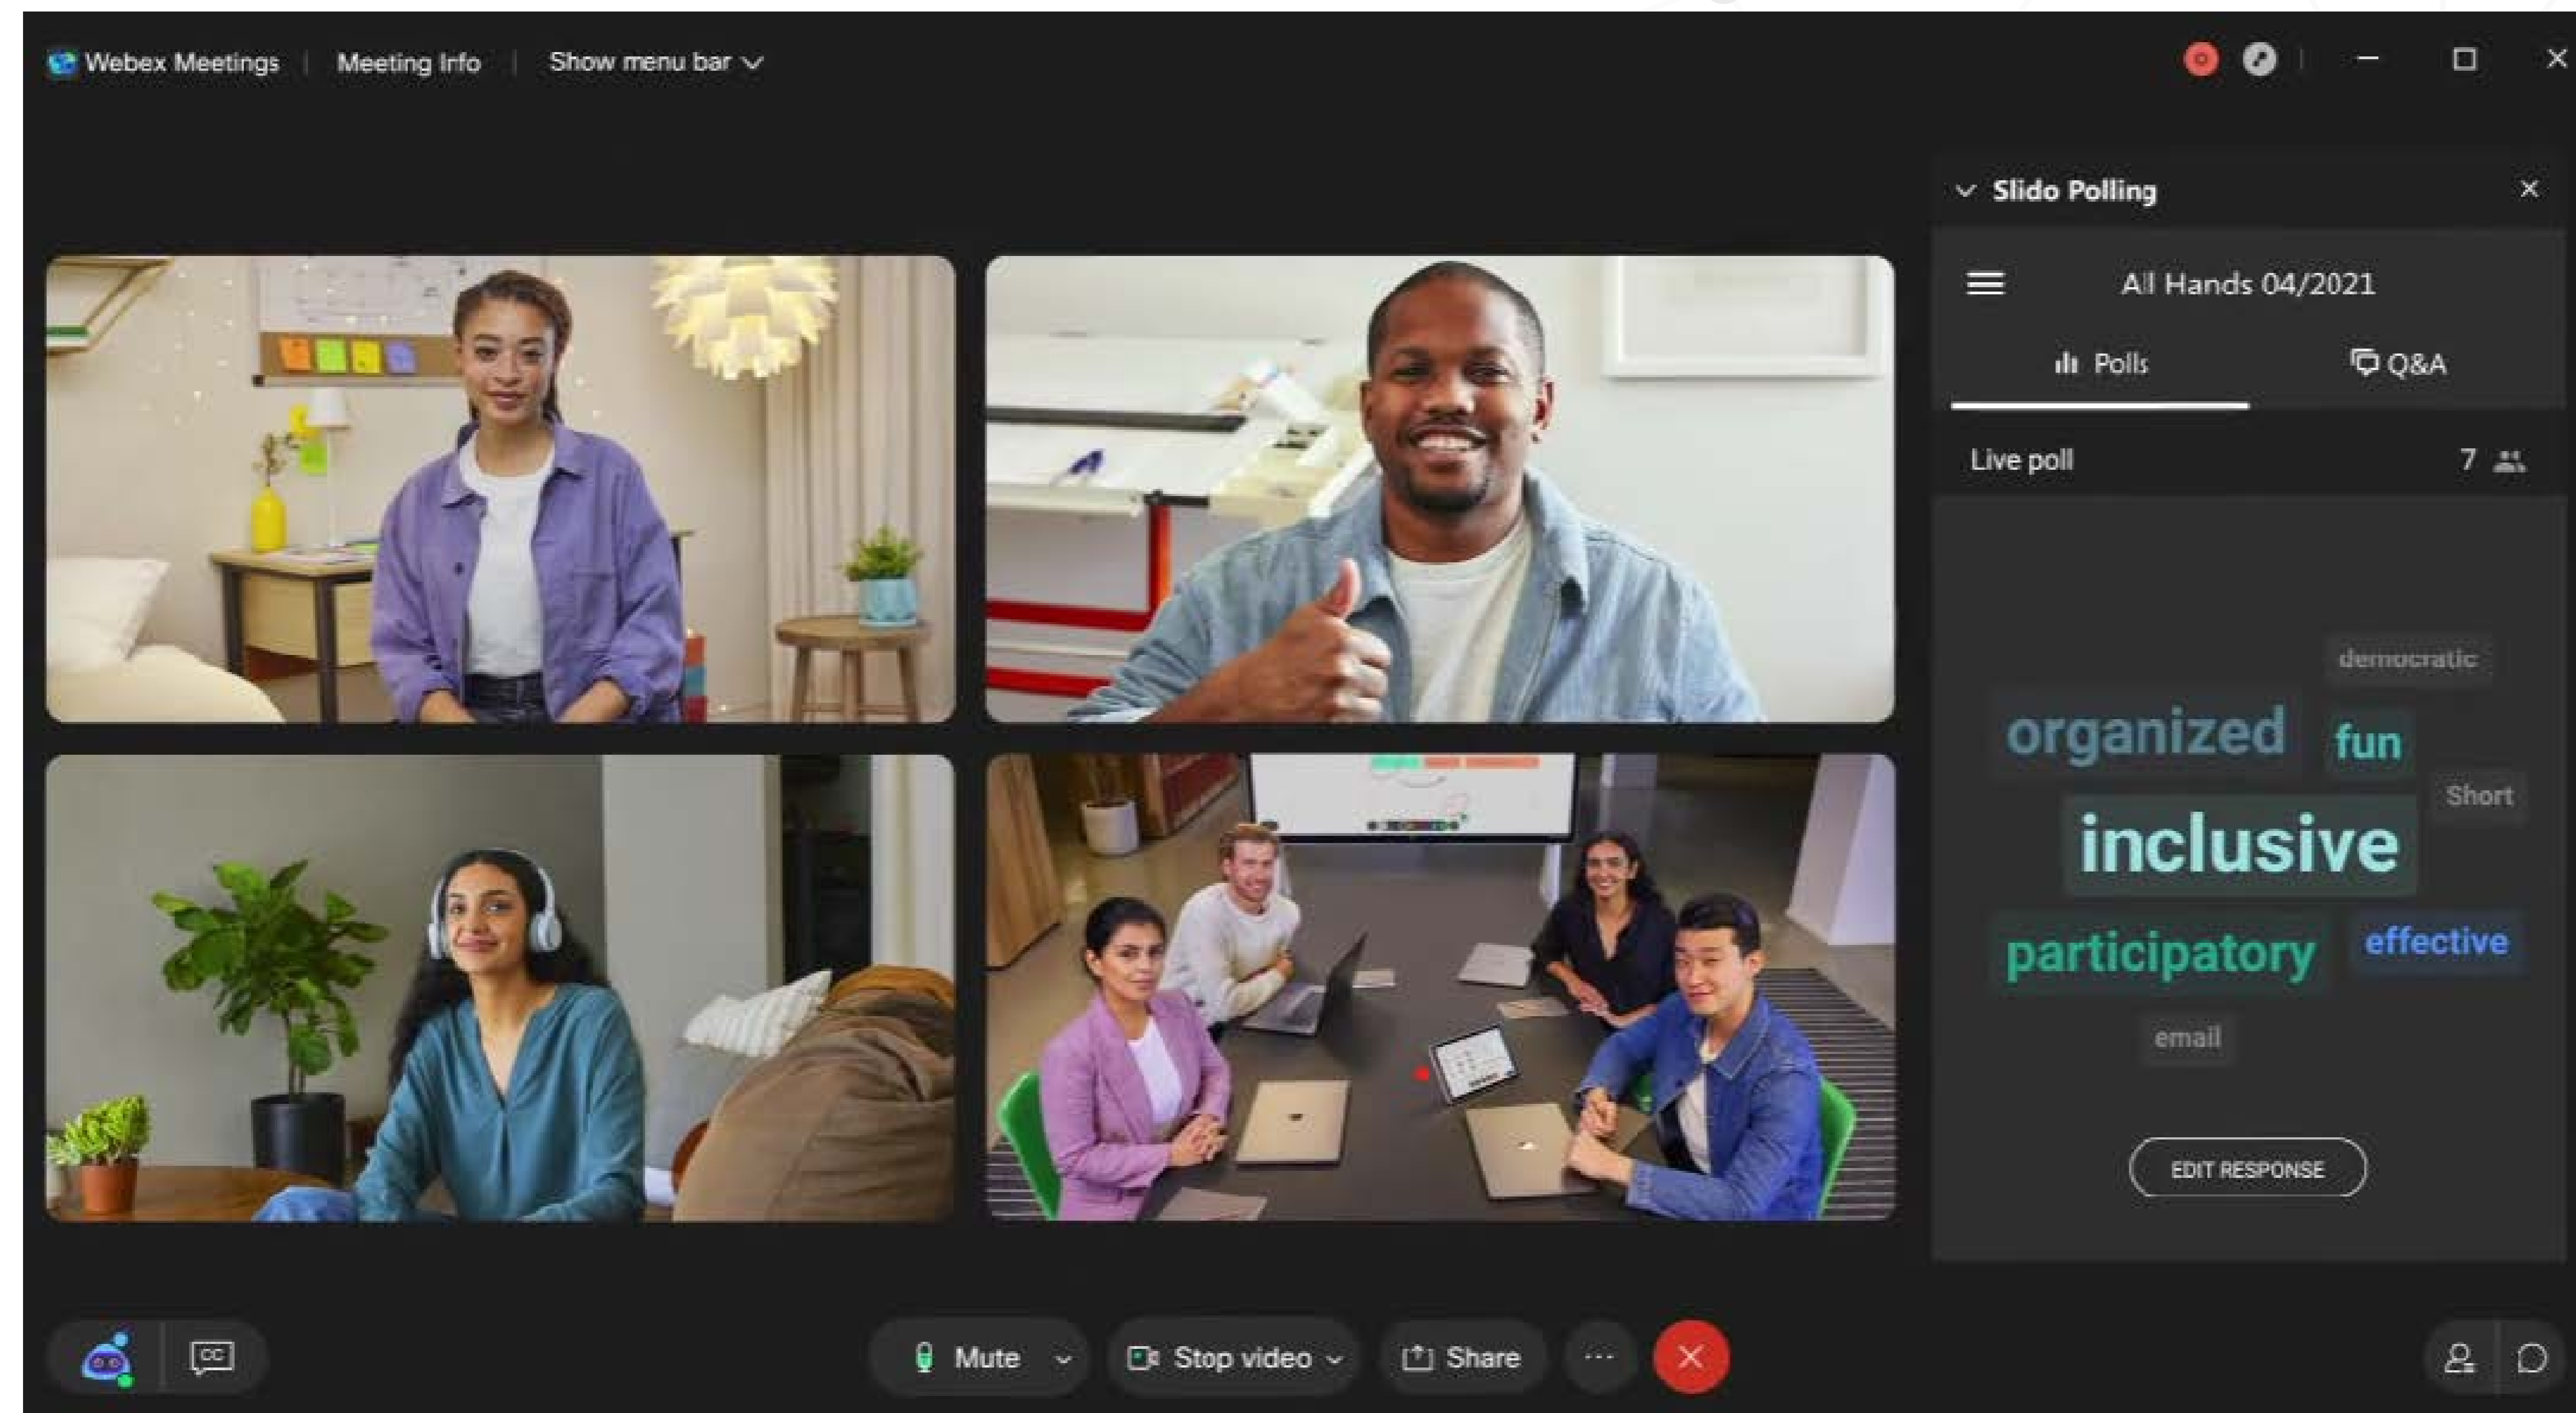 Webex Meetings | Meeting Info | Show menu bar
Slido Polling
All Hands 04/2021
Polls
Q&A
Live poll 7
democratic
organized
fun
Short
inclusive
participatory
effective
email
EDIT RESPONSE
CC
Mute
Stop video
Share